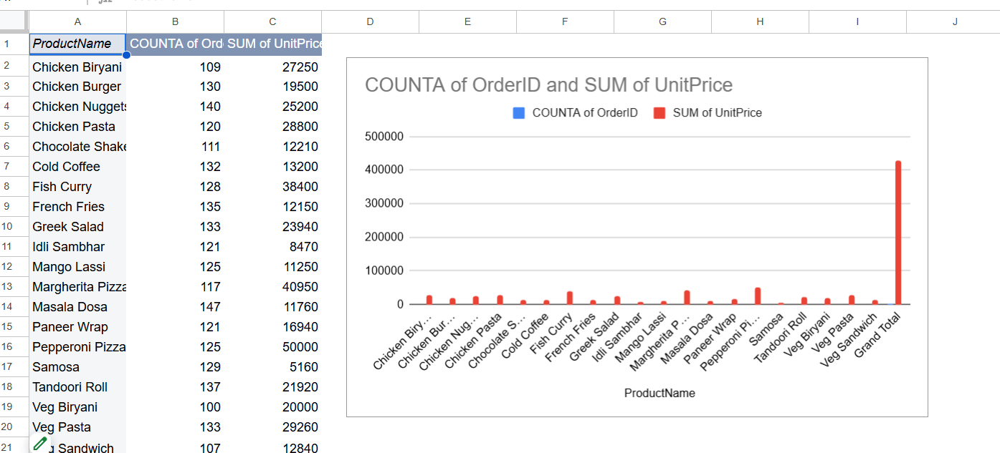 A B C D E F G H I J
1 ProductName COUNTA of Ord SUM of UnitPrice
2 Chicken Biryani 109 27250
3 Chicken Burger 130 19500
4 Chicken Nuggets 140 25200
5 Chicken Pasta 120 28800
6 Chocolate Shake 111 12210
7 Cold Coffee 132 13200
8 Fish Curry 128 38400
9 French Fries 135 12150
10 Greek Salad 133 23940
11 Idli Sambhar 121 8470
12 Mango Lassi 125 11250
13 Margherita Pizza 117 40950
14 Masala Dosa 147 11760
15 Paneer Wrap 121 16940
16 Pepperoni Pizza 125 50000
17 Samosa 129 5160
18 Tandoori Roll 137 21920
19 Veg Biryani 100 20000
20 Veg Pasta 133 29260
21 Sandwich 107 12840
COUNTA of OrderID and SUM of UnitPrice
COUNTA of OrderID SUM of UnitPrice
500000
400000
300000
200000
100000
0
Chicken Biry...
Chicken Bur...
Chicken Nug...
Chicken Pasta
Chocolate S...
Cold Coffee
Fish Curry
French Fries
Greek Salad
Idli Sambhar
Mango Lassi
Margherita P...
Masala Dosa
Paneer Wrap
Pepperoni Pi...
Samosa
Tandoori Roll
Veg Biryani
Veg Pasta
Veg Sandwich
Grand Total
ProductName